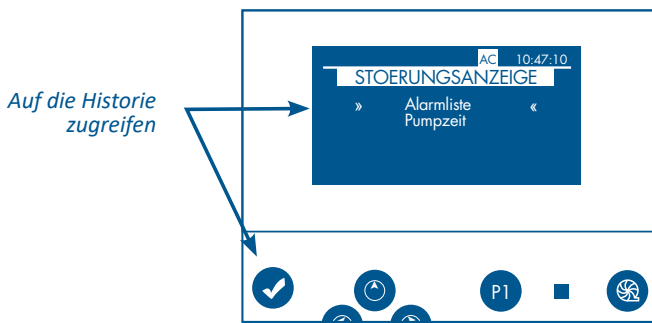 AC 10:47:10
STOERUNGSANZEIGE
Auf die Historie
zugreifen
» Alarmliste «
Pumpzeit
P1